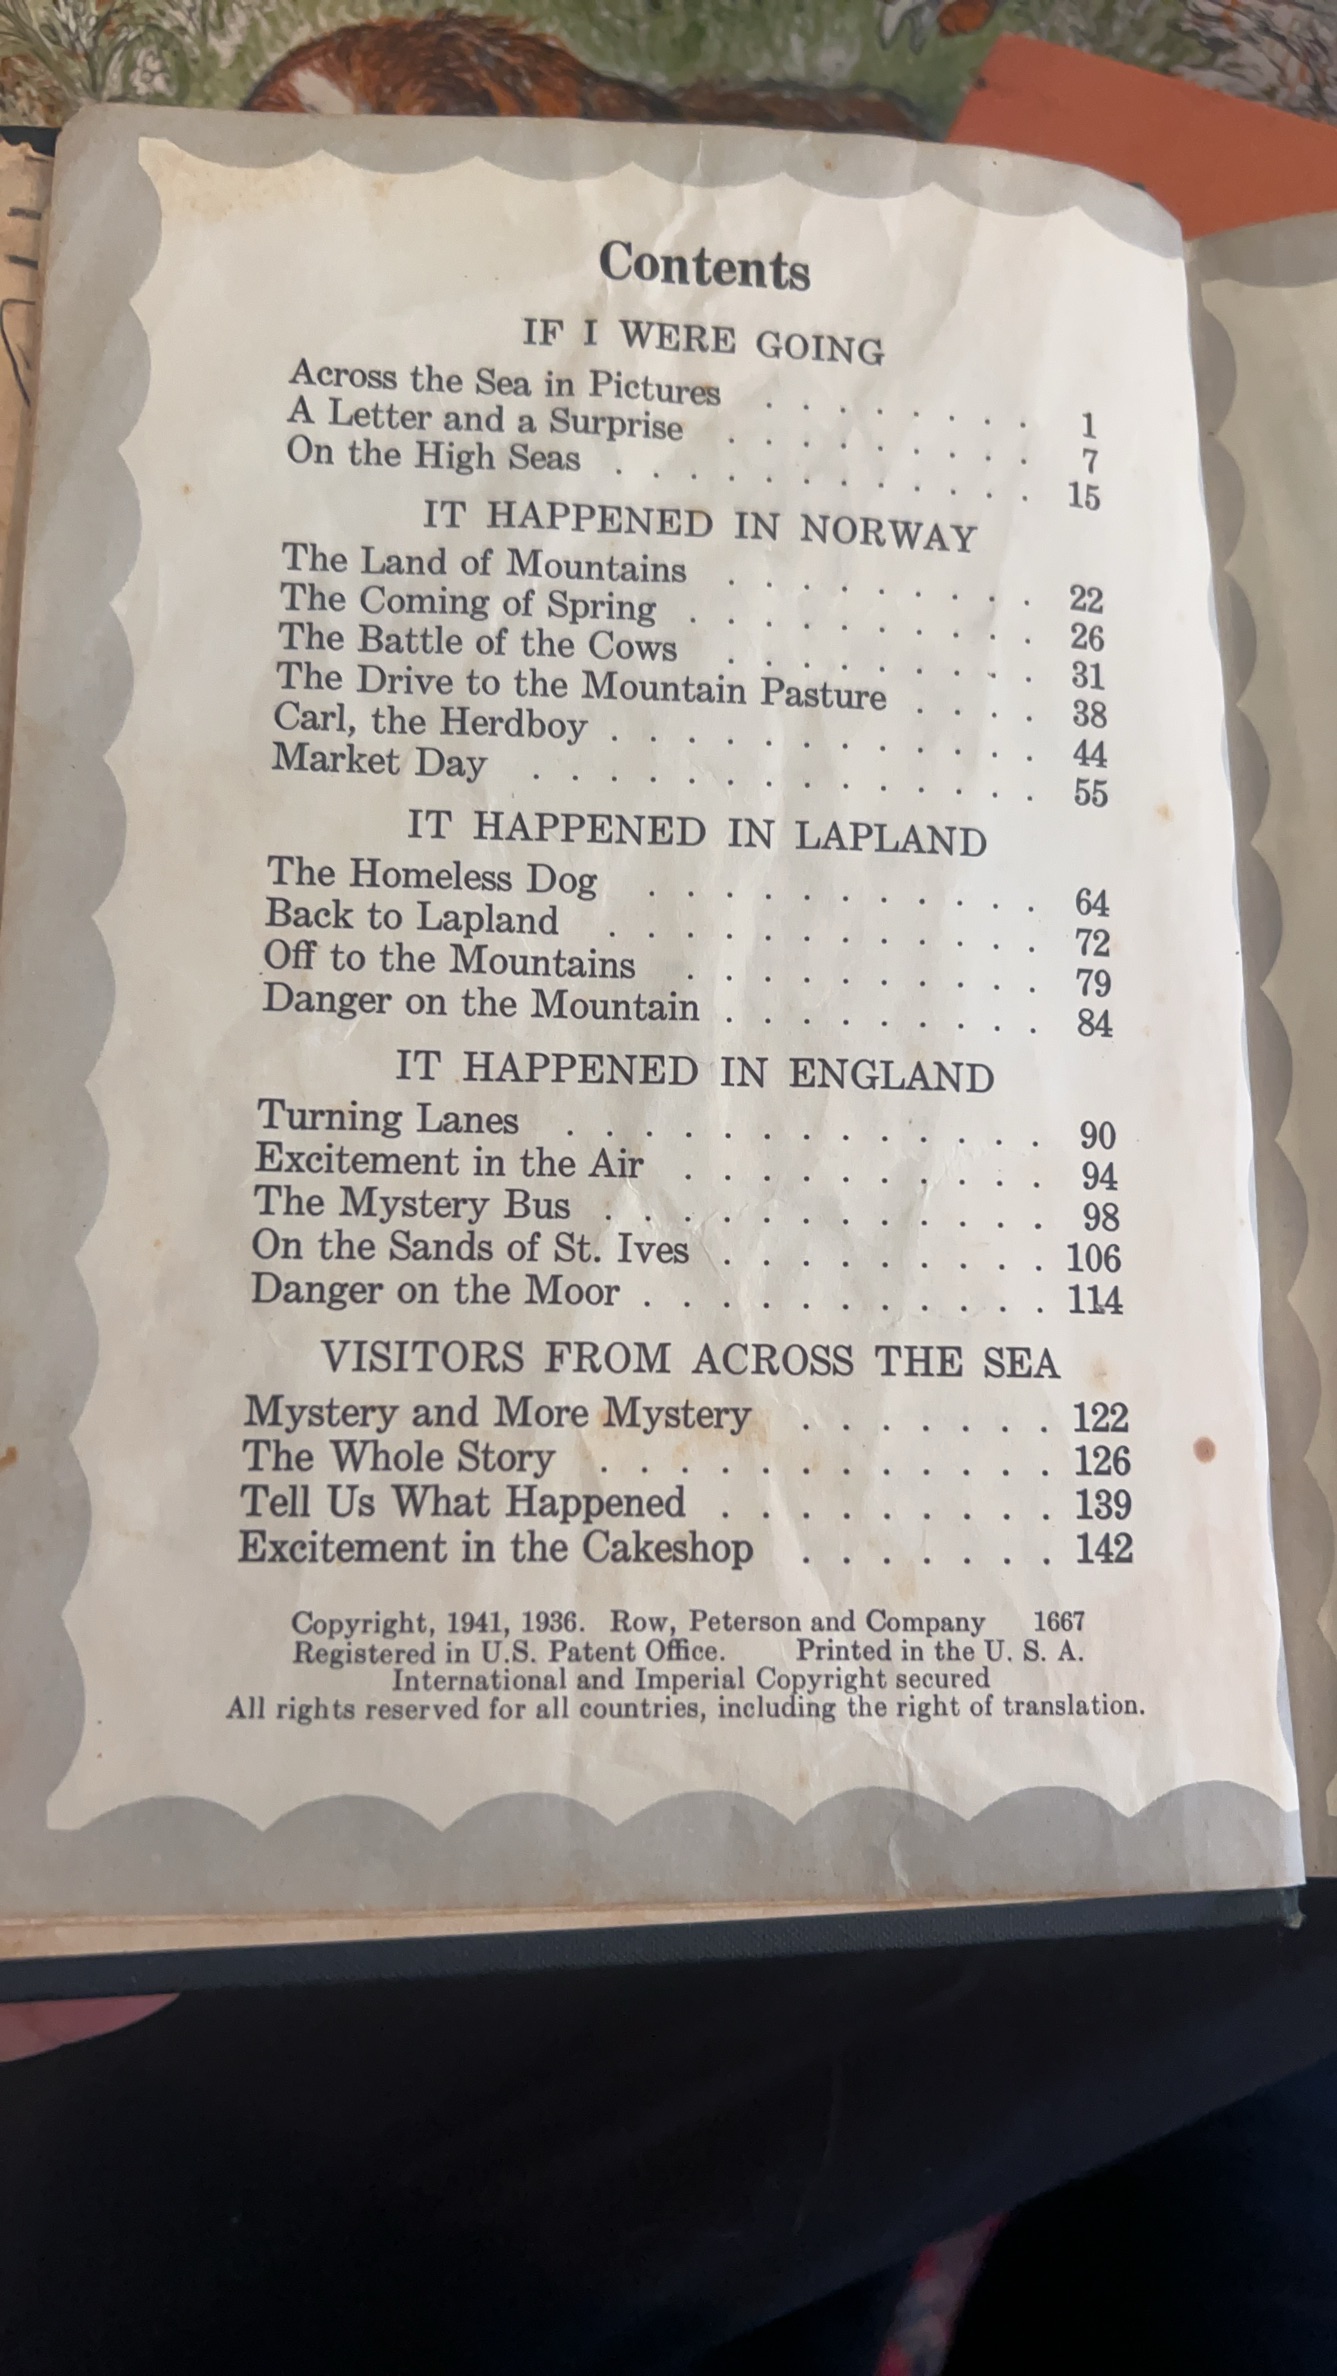 Contents
IF I WERE GOING
Across the Sea in Pictures . . . . . . . . 1
A Letter and a Surprise . . . . . . . . . 7
On the High Seas . . . . . . . . . . . . 15
IT HAPPENED IN NORWAY
The Land of Mountains . . . . . . . . . 22
The Coming of Spring . . . . . . . . . . 26
The Battle of the Cows . . . . . . . . . 31
The Drive to the Mountain Pasture . . . . 38
Carl, the Herdboy . . . . . . . . . . . . 44
Market Day . . . . . . . . . . . . . . 55
IT HAPPENED IN LAPLAND
The Homeless Dog . . . . . . . . . . . 64
Back to Lapland . . . . . . . . . . . . 72
Off to the Mountains . . . . . . . . . . 79
Danger on the Mountain . . . . . . . . . 84
IT HAPPENED IN ENGLAND
Turning Lanes . . . . . . . . . . . . . 90
Excitement in the Air . . . . . . . . . . 94
The Mystery Bus . . . . . . . . . . . . 98
On the Sands of St. Ives . . . . . . . . . 106
Danger on the Moor . . . . . . . . . . . 114
VISITORS FROM ACROSS THE SEA
Mystery and More Mystery . . . . . . . 122
The Whole Story . . . . . . . . . . . . 126
Tell Us What Happened . . . . . . . . . 139
Excitement in the Cakeshop . . . . . . . 142
Copyright, 1941, 1936. Row, Peterson and Company 1667
Registered in U.S. Patent Office. Printed in the U. S. A.
International and Imperial Copyright secured
All rights reserved for all countries, including the right of translation.